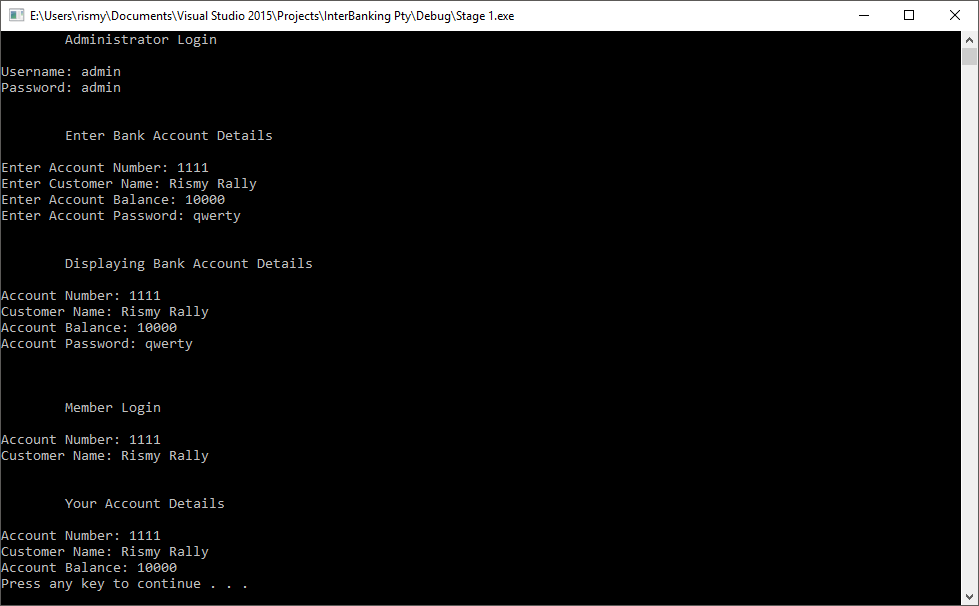 E:\Users\rismy\Documents\Visual Studio 2015\Projects\InterBanking Pty\Debug\Stage 1.exe
Administrator Login
Username: admin
Password: admin
Enter Bank Account Details
Enter Account Number: 1111
Enter Customer Name: Rismy Rally
Enter Account Balance: 10000
Enter Account Password: qwerty
Displaying Bank Account Details
Account Number: 1111
Customer Name: Rismy Rally
Account Balance: 10000
Account Password: qwerty
Member Login
Account Number: 1111
Customer Name: Rismy Rally
Your Account Details
Account Number: 1111
Customer Name: Rismy Rally
Account Balance: 10000
Press any key to continue . . .